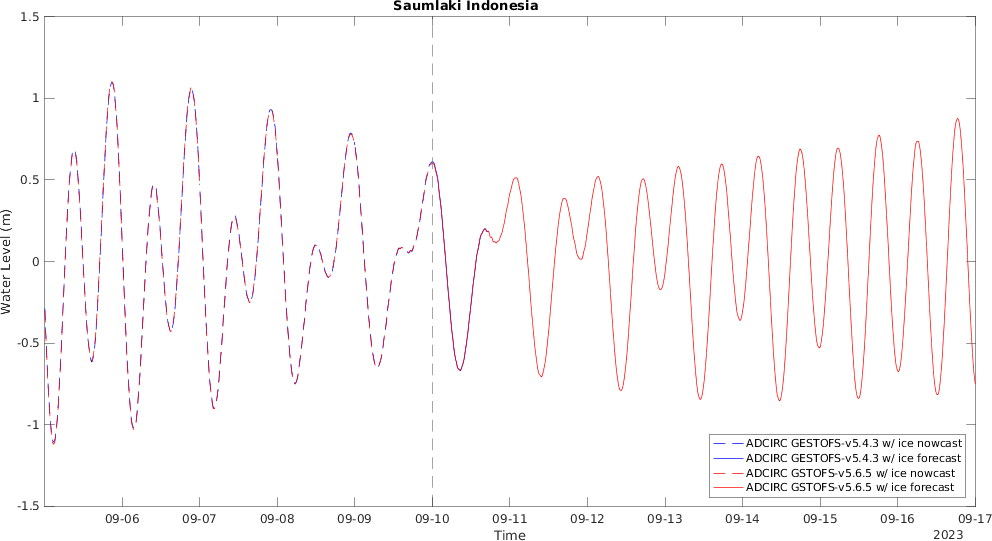 Saumlaki Indonesia
1.5
1
0.5
0
-0.5
-1
-1.5
Water Level (m)
09-06 09-07 09-08 09-09 09-10 09-11 09-12 09-13 09-14 09-15 09-16 09-17
Time
2023
ADCIRC GESTOFS-v5.4.3 w/ ice nowcast
ADCIRC GESTOFS-v5.4.3 w/ ice forecast
ADCIRC GSTOFS-v5.6.5 w/ ice nowcast
ADCIRC GSTOFS-v5.6.5 w/ ice forecast